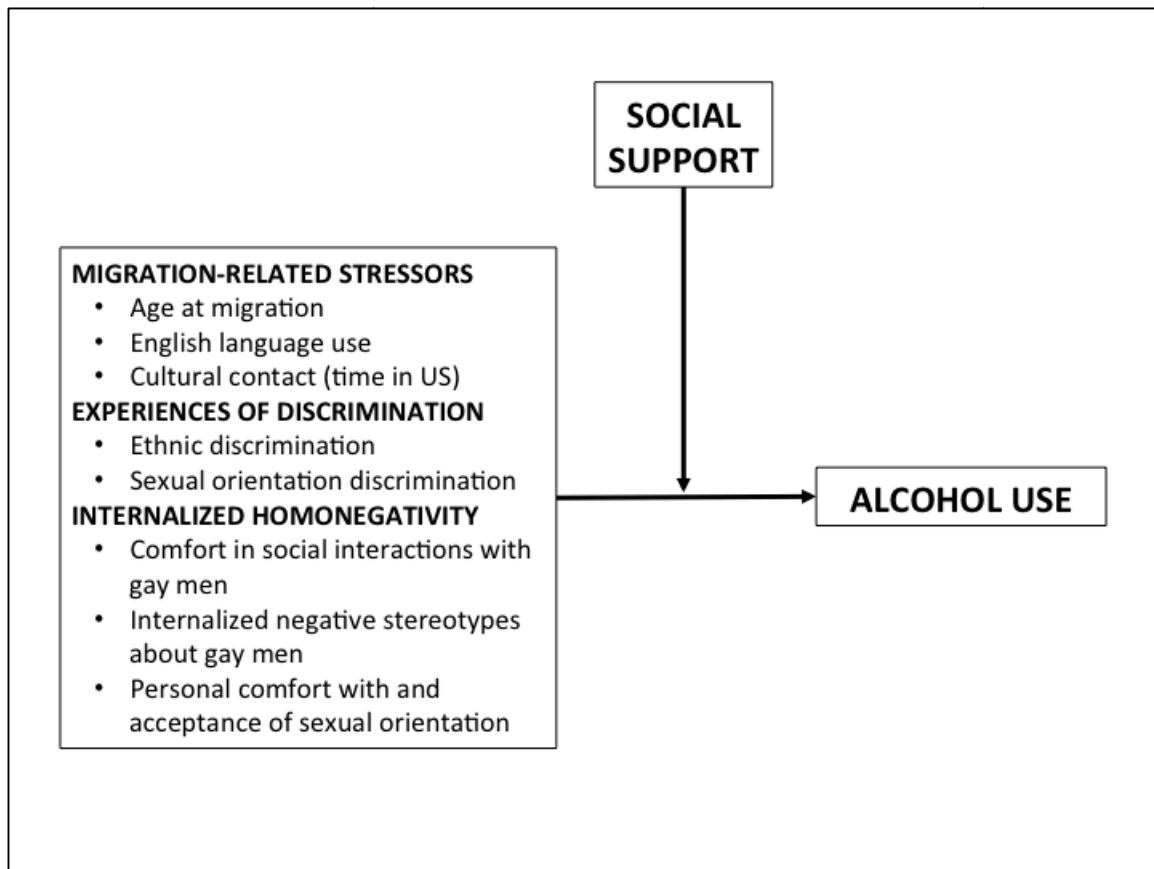 SOCIAL
SUPPORT
MIGRATION-RELATED STRESSORS
• Age at migration
• English language use
• Cultural contact (time in US)
EXPERIENCES OF DISCRIMINATION
• Ethnic discrimination
• Sexual orientation discrimination
INTERNALIZED HOMONEGATIVITY
• Comfort in social interactions with
gay men
• Internalized negative stereotypes
about gay men
• Personal comfort with and
acceptance of sexual orientation
ALCOHOL USE